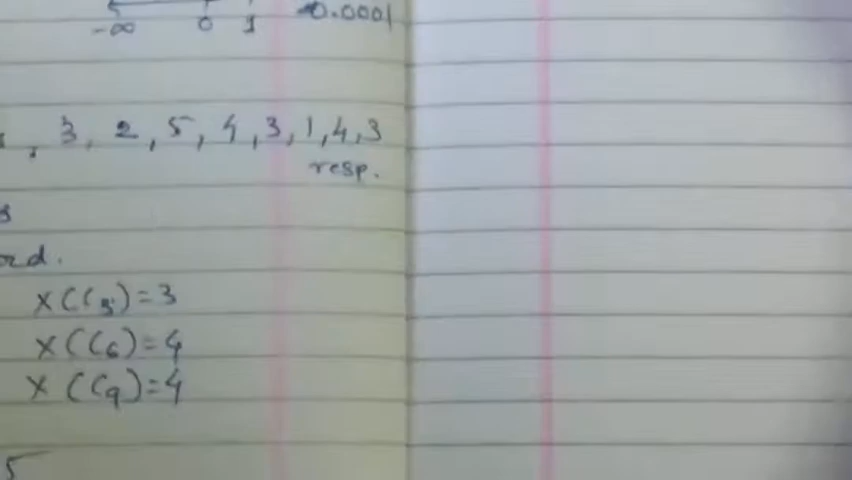 -∞ 0 1 -0.0001
, 3, 2, 5, 4, 3, 1, 4, 3
resp.
X(C3)=3
X(C6)=4
X(C9)=4
5